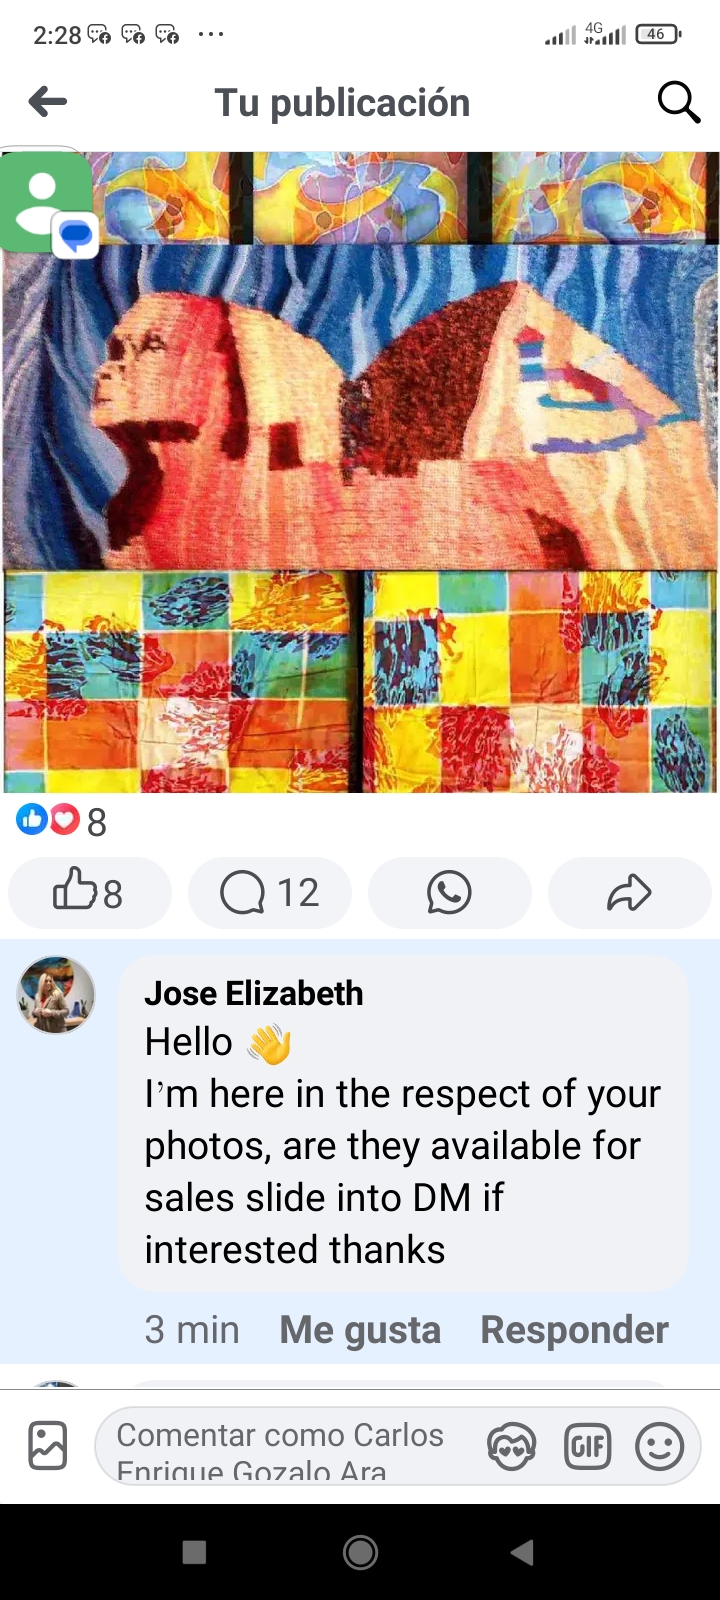 2:28 4G 46
Tu publicación
8
8 12
Jose Elizabeth
Hello 👋
I’m here in the respect of your
photos, are they available for
sales slide into DM if
interested thanks
3 min Me gusta Responder
Comentar como Carlos
Enrique Gozalo Ara
GIF